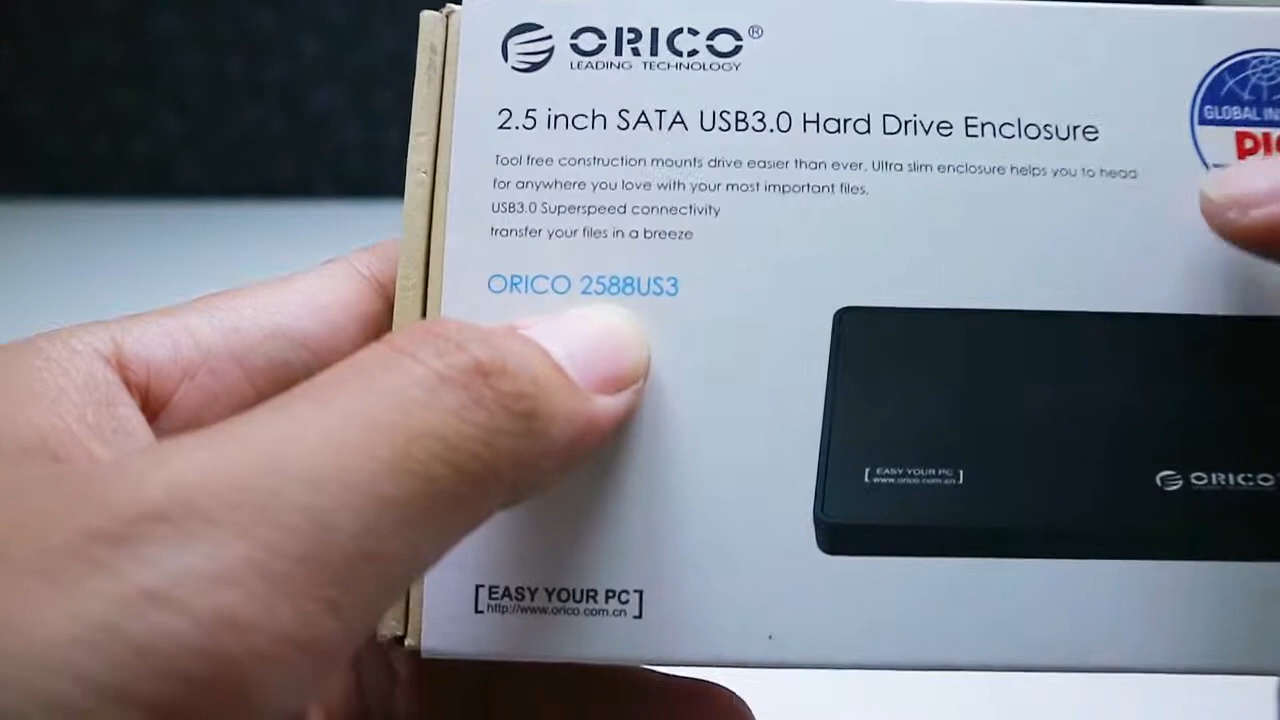 ORICO®
LEADING TECHNOLOGY
2.5 inch SATA USB3.0 Hard Drive Enclosure
Tool free construction mounts drive easier than ever. Ultra slim enclosure helps you to head
for anywhere you love with your most important files.
USB3.0 Superspeed connectivity
transfer your files in a breeze
ORICO 2588US3
GLOBAL
[EASY YOUR PC
www.orico.com.cn]
ORICO
[EASY YOUR PC
http://www.orico.com.cn]